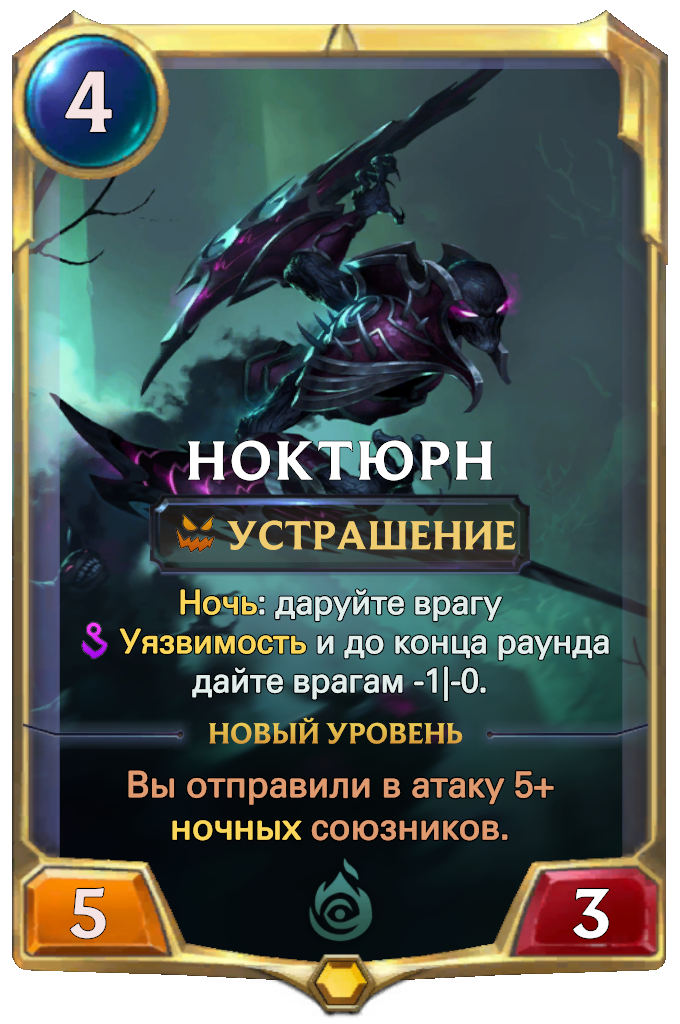 4
НОКТЮРН
УСТРАШЕНИЕ
Ночь: даруйте врагу
Уязвимость и до конца раунда
дайте врагам -1|-0.
НОВЫЙ УРОВЕНЬ
Вы отправили в атаку 5+
ночных союзников.
5
3